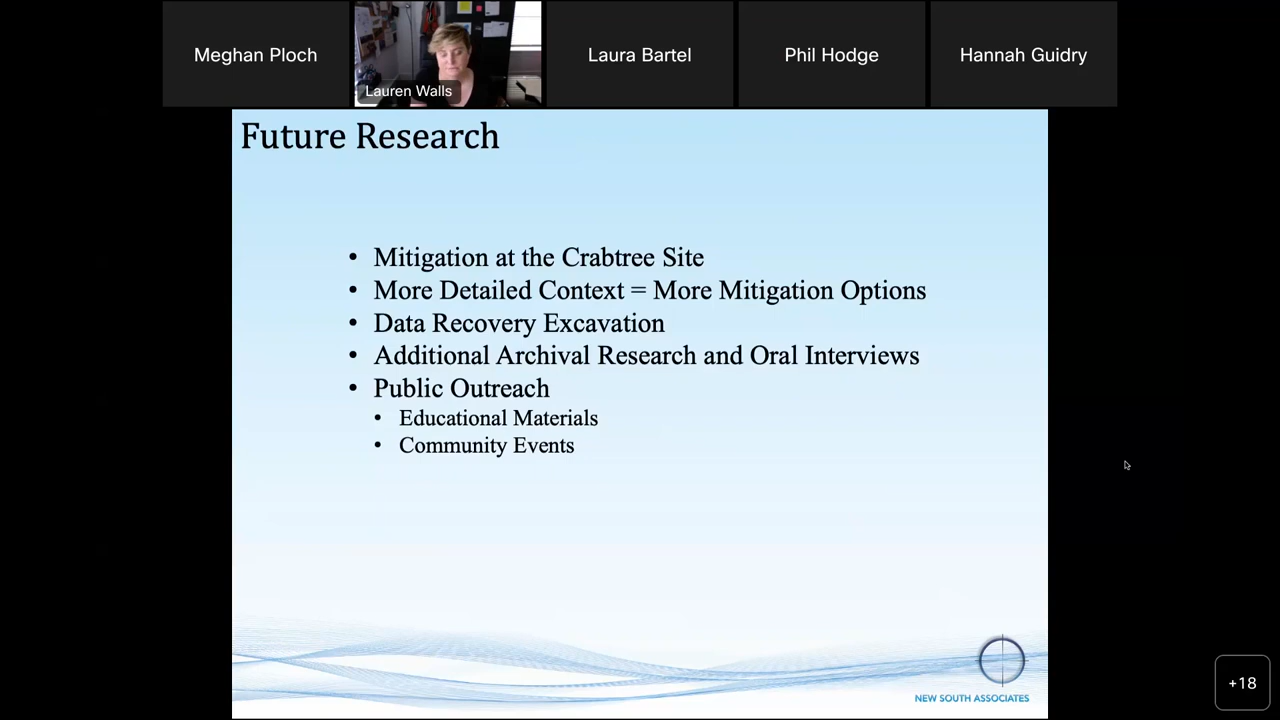 Meghan Ploch
Lauren Walls
Laura Bartel
Phil Hodge
Hannah Guidry
Future Research
• Mitigation at the Crabtree Site
• More Detailed Context = More Mitigation Options
• Data Recovery Excavation
• Additional Archival Research and Oral Interviews
• Public Outreach
• Educational Materials
• Community Events
NEW SOUTH ASSOCIATES
+18